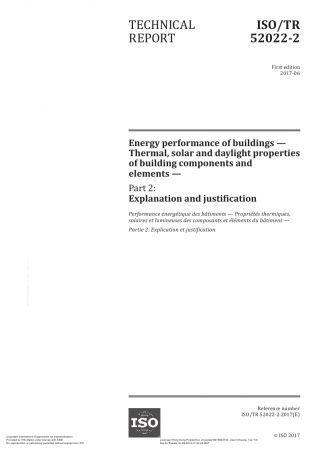 TECHNICAL
REPORT
ISO/TR
52022-2
First edition
2017-06
Energy performance of buildings —
Thermal, solar and daylight properties
of building components and
elements —
Part 2:
Explanation and justification
Performance énergétique des bâtiments — Propriétés thermiques,
solaires et lumineuses des composants et éléments du bâtiment —
Partie 2: Explication et justification
Reference number
ISO/TR 52022-2:2017(E)
ISO
© ISO 2017